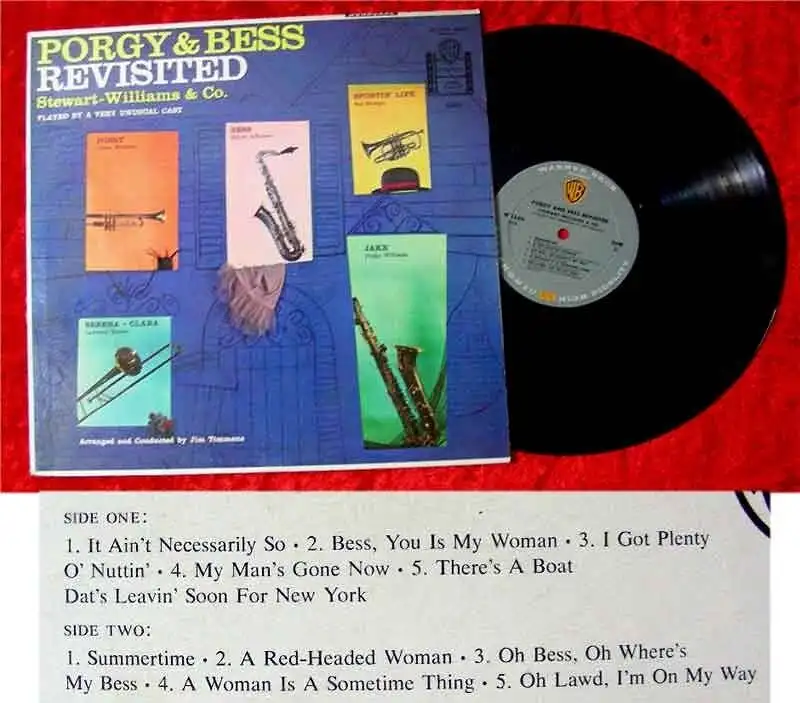 PORGY & BESS
REVISITED
Stewart-Williams & Co.
PLAYED BY A VERY UNUSUAL CAST
PORGY
BESS
SPORTIN' LIFE
JAKE
SERENA - CLARA
Arranged and Conducted by Jim Timmens
WARNER BROS
WB
PORGY AND BESS REVISITED
SIDE ONE:
1. It Ain't Necessarily So • 2. Bess, You Is My Woman • 3. I Got Plenty
O' Nuttin' • 4. My Man's Gone Now • 5. There's A Boat
Dat's Leavin' Soon For New York
SIDE TWO:
1. Summertime • 2. A Red-Headed Woman • 3. Oh Bess, Oh Where's
My Bess • 4. A Woman Is A Sometime Thing • 5. Oh Lawd, I'm On My Way